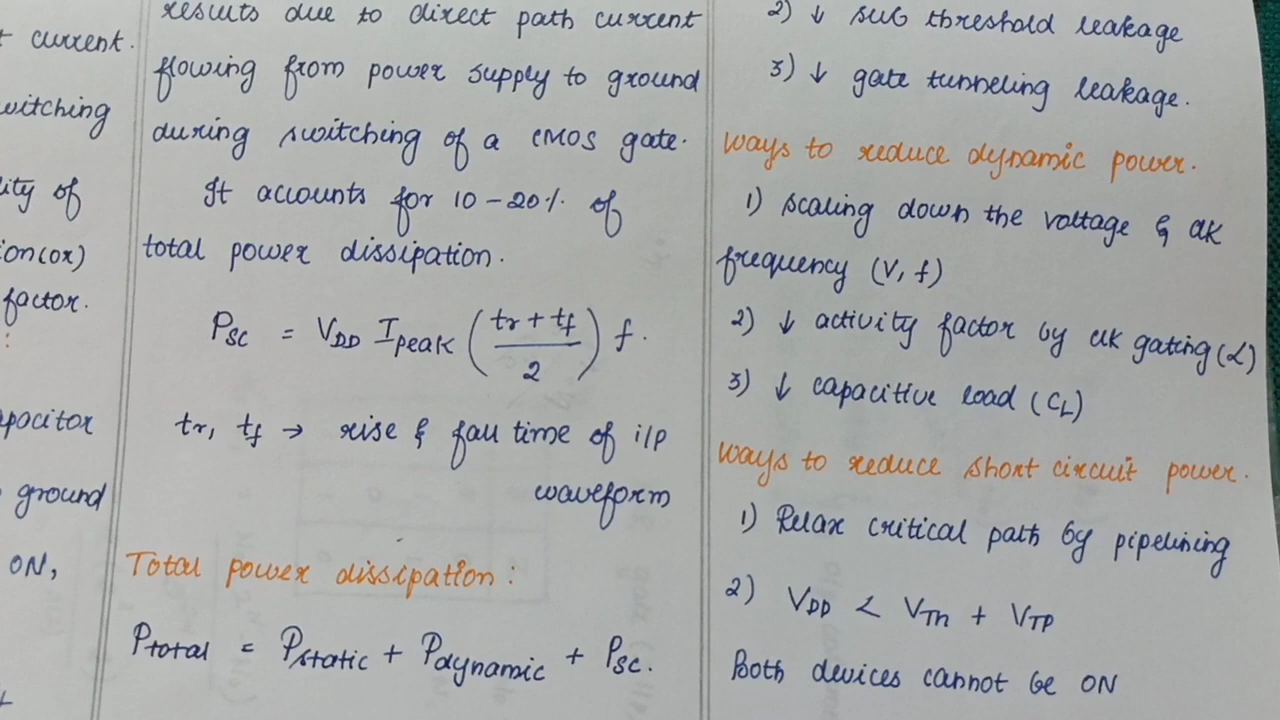 t current.
witching
lity of
ion(or)
factor.
:
apocitor
ground
ON,
results due to direct path current
flowing from power supply to ground
during switching of a CMOS gate.
It accounts for 10-20% of
total power dissipation.
PSC = VDD Ipeak ( (tr + tf) / 2 ) f.
tr, tf → rise & fall time of i/p
waveform
Total power dissipation :
Ptotal = Pstatic + Pdynamic + PSC.
2) ↓ sub threshold leakage
3) ↓ gate tunneling leakage.
Ways to reduce dynamic power.
1) scaling down the voltage & clk
frequency (V, f)
2) ↓ activity factor by clk gating (α)
3) ↓ capacitive load (CL)
Ways to reduce short circuit power.
1) Relax critical path by pipelining
2) VDD < VTn + VTP
Both devices cannot be ON